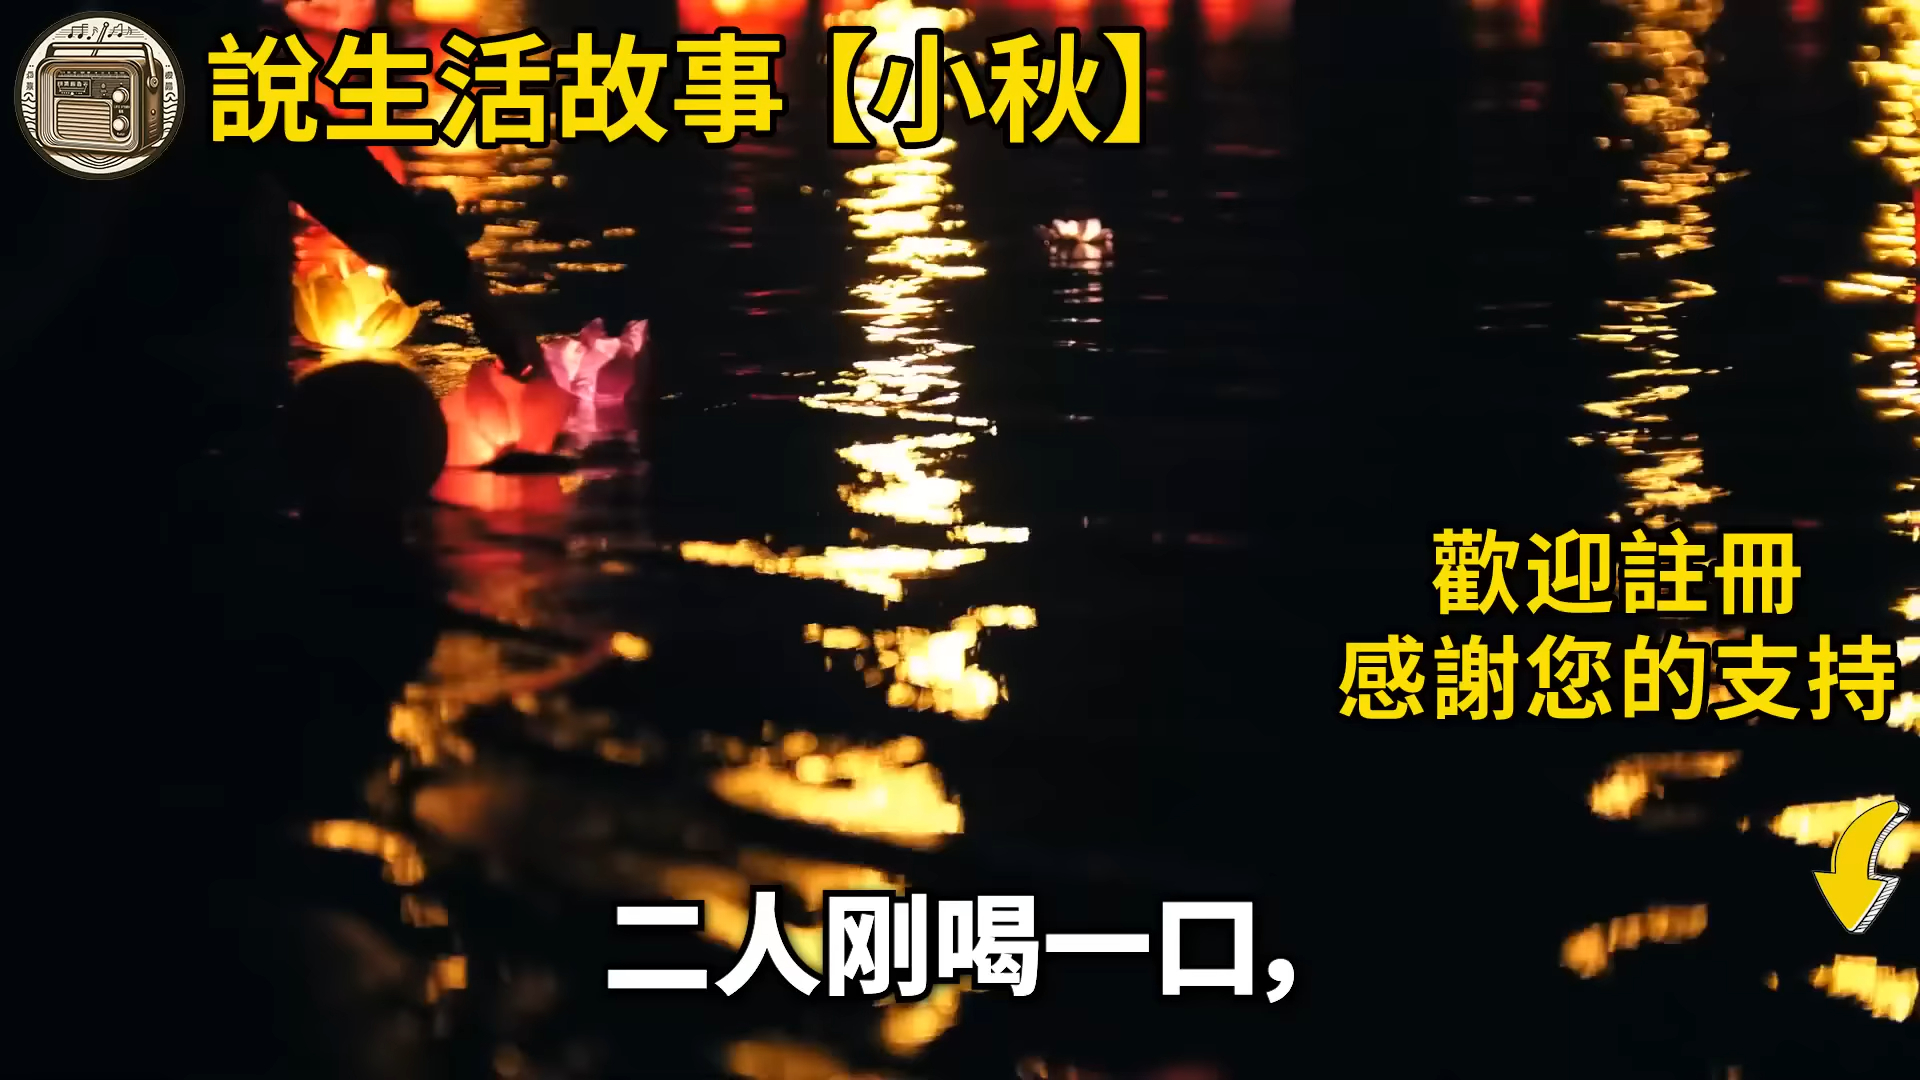 說生活故事【小秋】
歡迎註冊
感謝您的支持
二人刚喝一口，